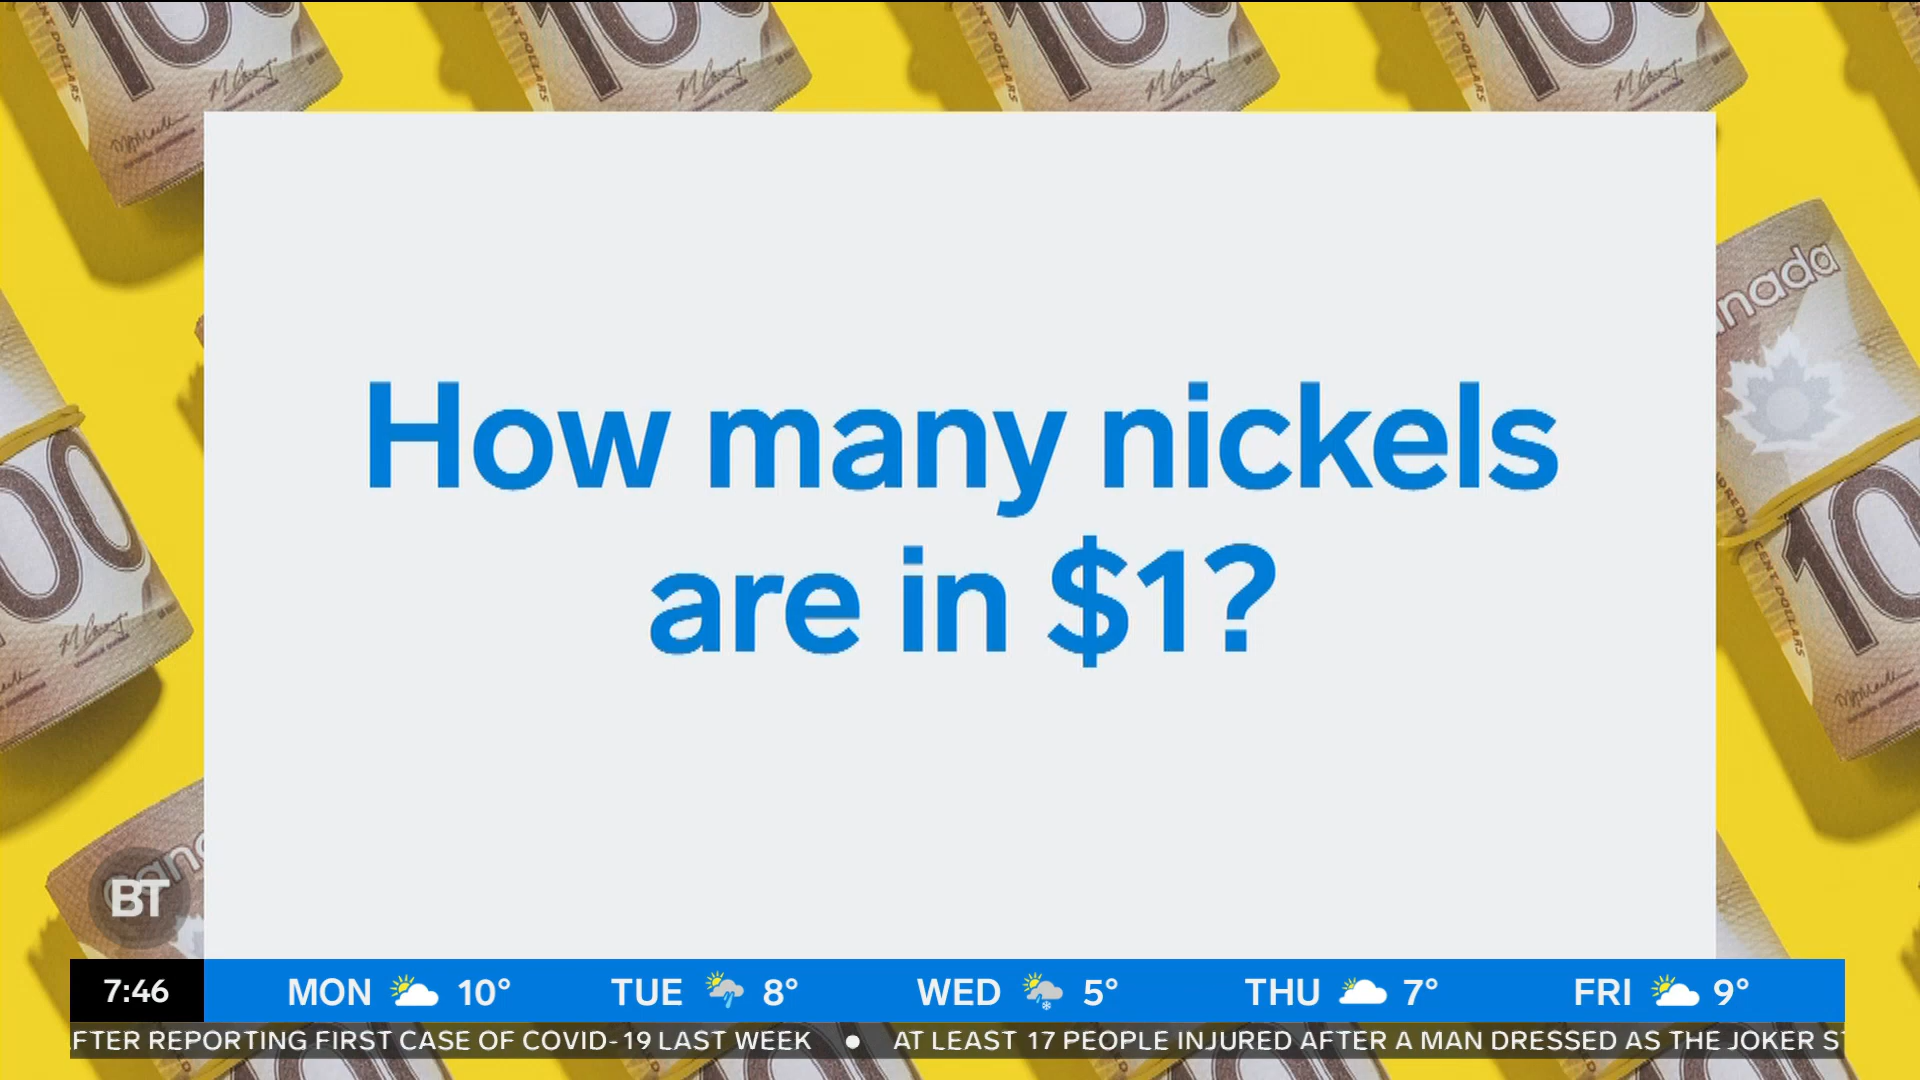 How many nickels
are in $1?
BT
7:46 MON 10° TUE 8° WED 5° THU 7° FRI 9°
FTER REPORTING FIRST CASE OF COVID-19 LAST WEEK ● AT LEAST 17 PEOPLE INJURED AFTER A MAN DRESSED AS THE JOKER